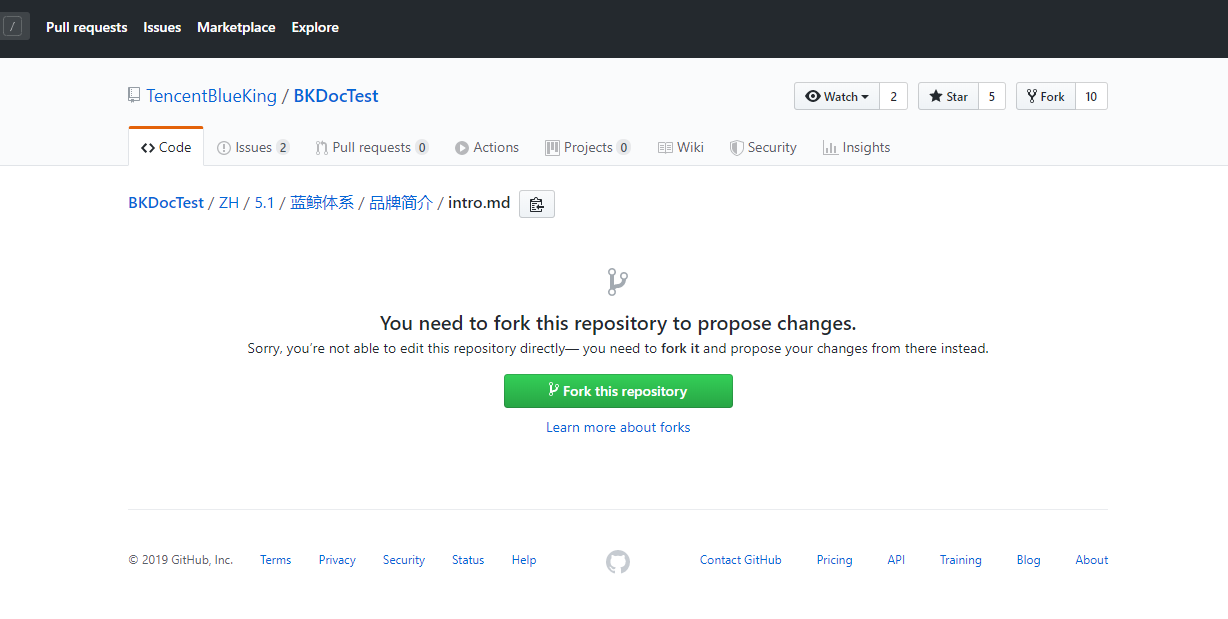 / Pull requests Issues Marketplace Explore
TencentBlueKing / BKDocTest Watch 2 Star 5 Fork 10
Code Issues 2 Pull requests 0 Actions Projects 0 Wiki Security Insights
BKDocTest / ZH / 5.1 / 蓝鲸体系 / 品牌简介 / intro.md
You need to fork this repository to propose changes.
Sorry, you’re not able to edit this repository directly— you need to fork it and propose your changes from there instead.
Fork this repository
Learn more about forks
© 2019 GitHub, Inc. Terms Privacy Security Status Help Contact GitHub Pricing API Training Blog About